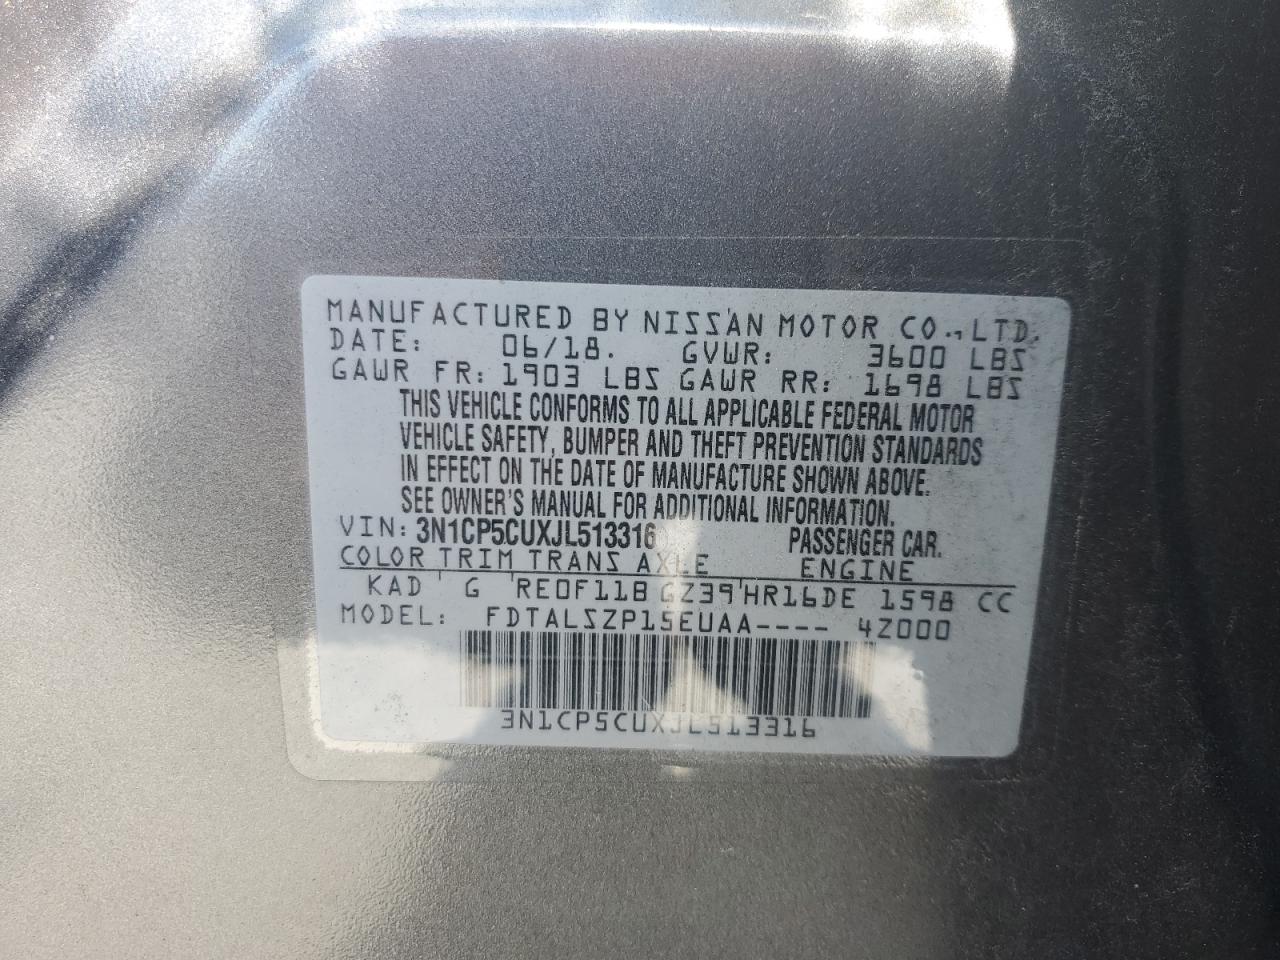 MANUFACTURED BY NISSAN MOTOR CO., LTD.
DATE: 06/18. GVWR: 3600 LBS
GAWR FR: 1903 LBS GAWR RR: 1698 LBS
THIS VEHICLE CONFORMS TO ALL APPLICABLE FEDERAL MOTOR
VEHICLE SAFETY, BUMPER AND THEFT PREVENTION STANDARDS
IN EFFECT ON THE DATE OF MANUFACTURE SHOWN ABOVE.
SEE OWNER'S MANUAL FOR ADDITIONAL INFORMATION.
VIN: 3N1CP5CUXJL513316 PASSENGER CAR.
COLOR TRIM TRANS AXLE ENGINE
KAD G RE0F11B GZ39 HR16DE 1598 CC
MODEL: FDTALSZP15EUAA---- 4Z000
3N1CP5CUXJL513316